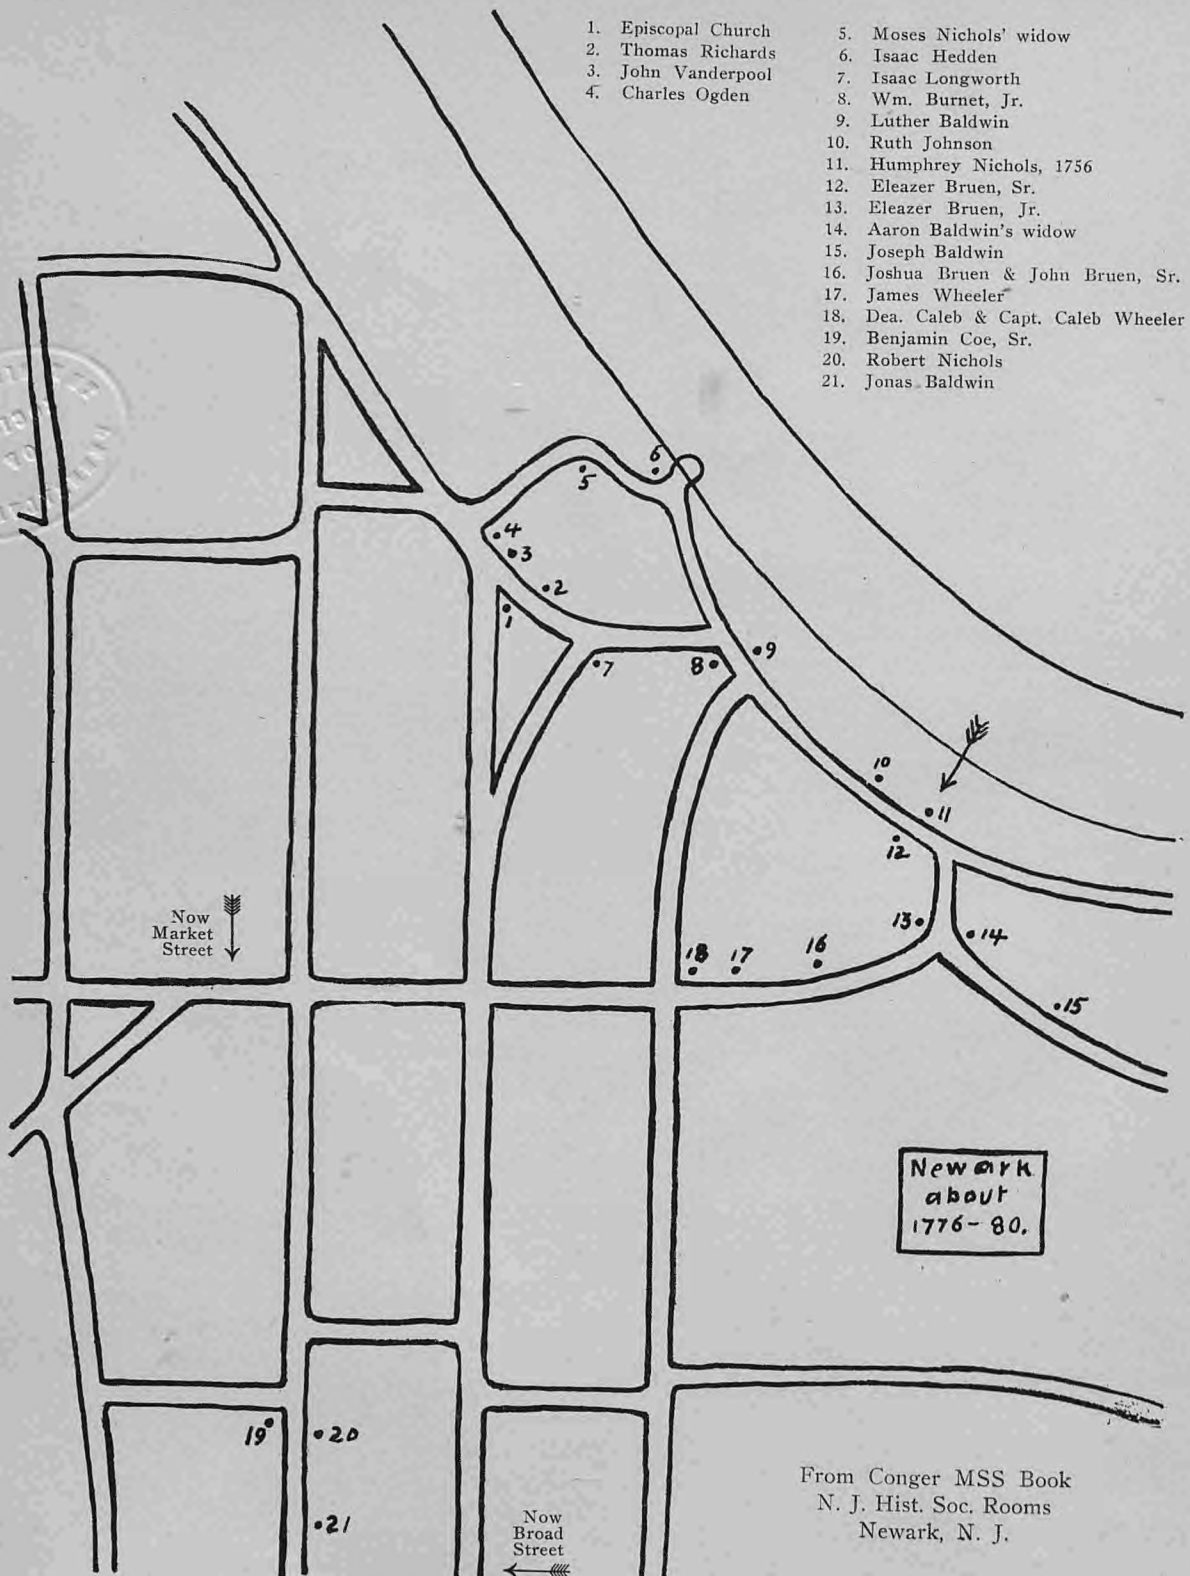 1. Episcopal Church
2. Thomas Richards
3. John Vanderpool
4. Charles Ogden
5. Moses Nichols' widow
6. Isaac Hedden
7. Isaac Longworth
8. Wm. Burnet, Jr.
9. Luther Baldwin
10. Ruth Johnson
11. Humphrey Nichols, 1756
12. Eleazer Bruen, Sr.
13. Eleazer Bruen, Jr.
14. Aaron Baldwin's widow
15. Joseph Baldwin
16. Joshua Bruen & John Bruen, Sr.
17. James Wheeler
18. Dea. Caleb & Capt. Caleb Wheeler
19. Benjamin Coe, Sr.
20. Robert Nichols
21. Jonas Baldwin
6
5
4
3
2
1
7
8
9
10
11
12
13
14
18
17
16
15
Now
Market
Street
Newark
about
1776-80.
19
20
21
Now
Broad
Street
From Conger MSS Book
N. J. Hist. Soc. Rooms
Newark, N. J.